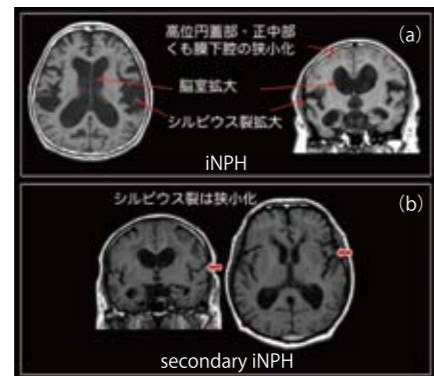 高位円蓋部・正中部
くも膜下腔の狭小化
(a)
脳室拡大
シルビウス裂拡大
iNPH
(b)
シルビウス裂は狭小化
secondary iNPH